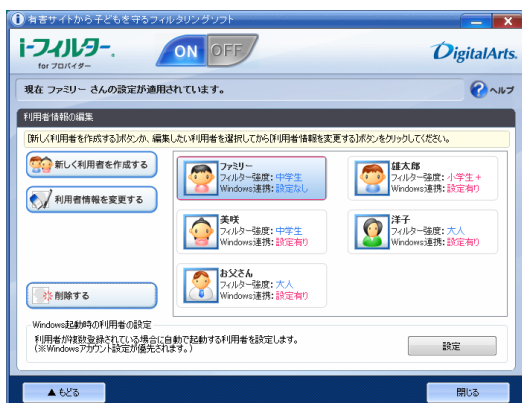 有害サイトから子どもを守るフィルタリングソフト
i-フィルター。
for プロバイダー
ON OFF
DigitalArts.
現在 ファミリー さんの設定が適用されています。
ヘルプ
利用者情報の編集
[新しく利用者を作成する]ボタンか、編集したい利用者を選択してから[利用者情報を変更する]ボタンをクリックしてください。
新しく利用者を作成する
利用者情報を変更する
削除する
ファミリー
フィルター強度: 中学生
Windows連携: 設定なし
雄太郎
フィルター強度: 小学生+
Windows連携: 設定有り
美咲
フィルター強度: 中学生
Windows連携: 設定有り
洋子
フィルター強度: 大人
Windows連携: 設定有り
お父さん
フィルター強度: 大人
Windows連携: 設定有り
Windows起動時の利用者の設定
利用者が複数登録されている場合に自動で起動する利用者を設定します。
(※Windowsアカウント設定が優先されます。)
設定
▲もどる
閉じる